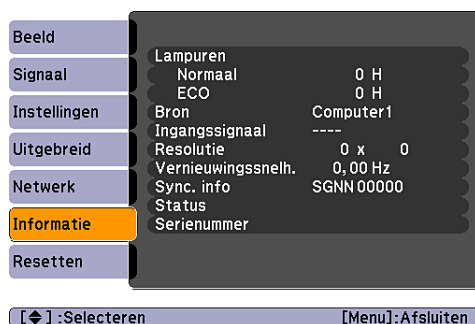 Beeld
Signaal
Instellingen
Uitgebreid
Netwerk
Informatie
Resetten
Lampuren
Normaal 0 H
ECO 0 H
Bron Computer1
Ingangssignaal ----
Resolutie 0 x 0
Vernieuwingssnelh. 0,00 Hz
Sync. info SGNN 00000
Status
Serienummer
[◆] :Selecteren [Menu]:Afsluiten